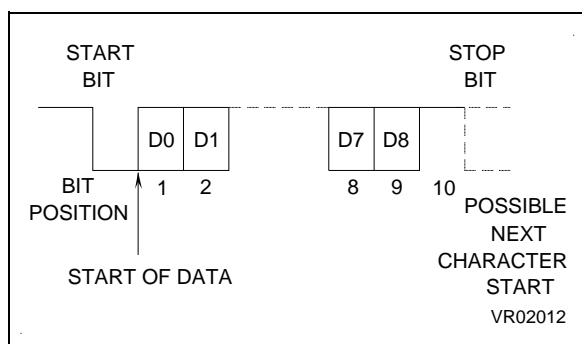 START
BIT
STOP
BIT
D0 D1 D7 D8
BIT
POSITION
1 2 8 9 10
POSSIBLE
NEXT
CHARACTER
START
START OF DATA
VR02012